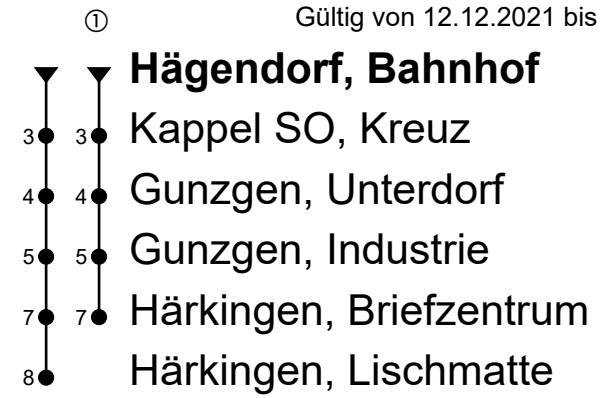 ① Gültig von 12.12.2021 bis
Hägendorf, Bahnhof
3 3 Kappel SO, Kreuz
4 4 Gunzgen, Unterdorf
5 5 Gunzgen, Industrie
7 7 Härkingen, Briefzentrum
8 Härkingen, Lischmatte